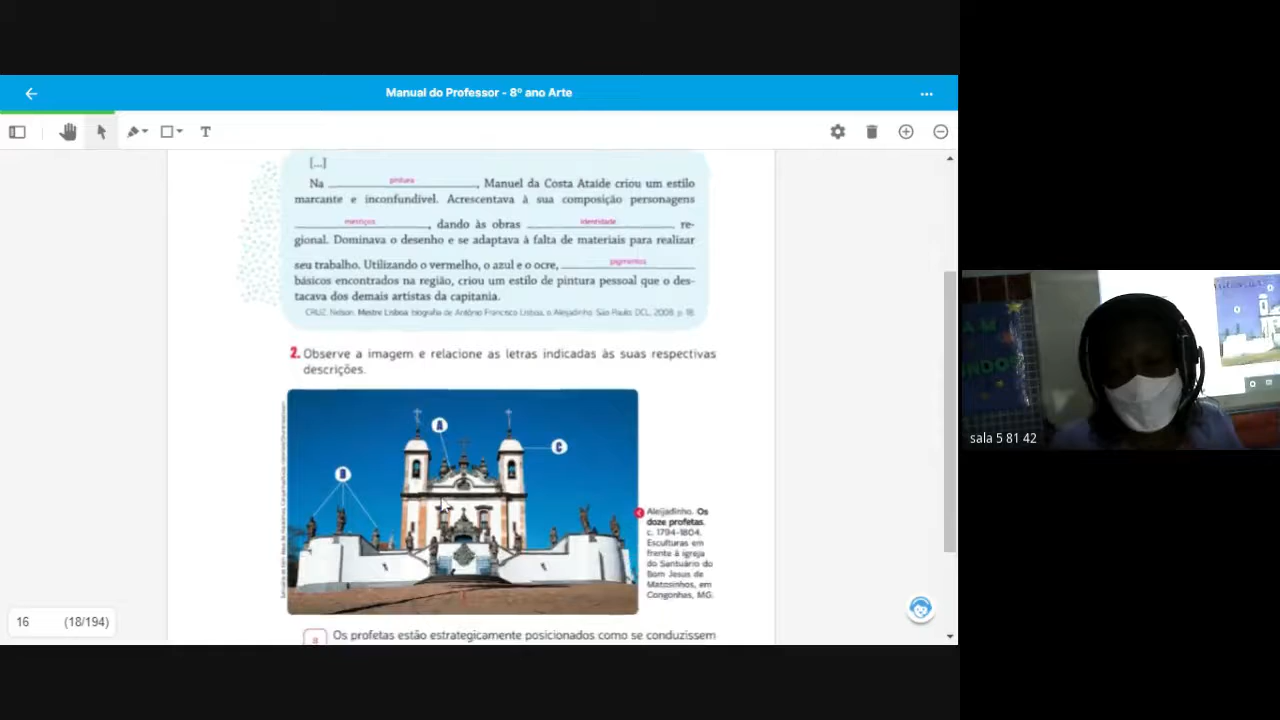 Manual do Professor - 8º ano Arte
T
[...]
Na pintura, Manuel da Costa Ataíde criou um estilo
marcante e inconfundível. Acrescentava à sua composição personagens
mestiços, dando às obras identidade re-
gional. Dominava o desenho e se adaptava à falta de materiais para realizar
seu trabalho. Utilizando o vermelho, o azul e o ocre, pigmentos
básicos encontrados na região, criou um estilo de pintura pessoal que o des-
tacava dos demais artistas da capitania.
CRUZ, Nelson. Mestre Lisboa: biografia de Antônio Francisco Lisboa, o Aleijadinho. São Paulo: DCL, 2008. p. 18.
2. Observe a imagem e relacione as letras indicadas às suas respectivas
descrições.
A
C
B
Aleijadinho. Os
doze profetas.
c. 1794-1804.
Esculturas em
frente à igreja
do Santuário do
Bom Jesus de
Matosinhos, em
Congonhas, MG.
B Os profetas estão estrategicamente posicionados como se conduzissem
16 (18/194)
sala 5 81 42